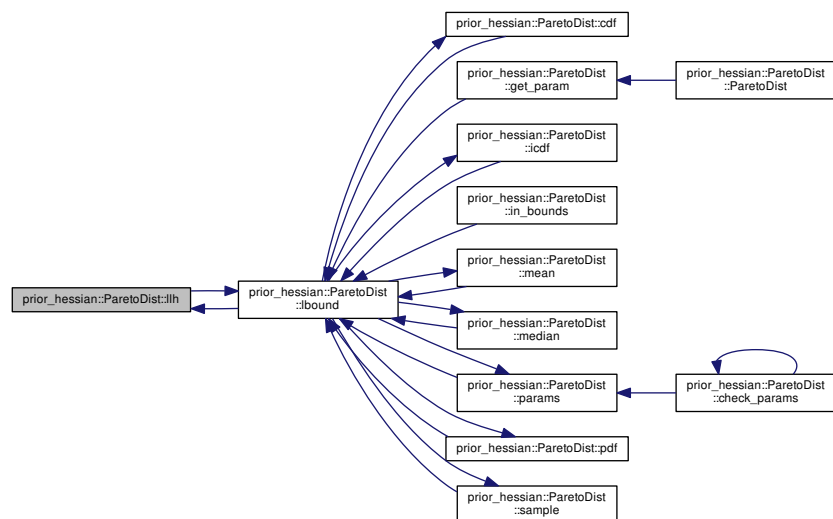 prior_hessian::ParetoDist::llh
prior_hessian::ParetoDist
::lbound
prior_hessian::ParetoDist::cdf
prior_hessian::ParetoDist
::get_param
prior_hessian::ParetoDist
::ParetoDist
prior_hessian::ParetoDist
::icdf
prior_hessian::ParetoDist
::in_bounds
prior_hessian::ParetoDist
::mean
prior_hessian::ParetoDist
::median
prior_hessian::ParetoDist
::params
prior_hessian::ParetoDist
::check_params
prior_hessian::ParetoDist::pdf
prior_hessian::ParetoDist
::sample